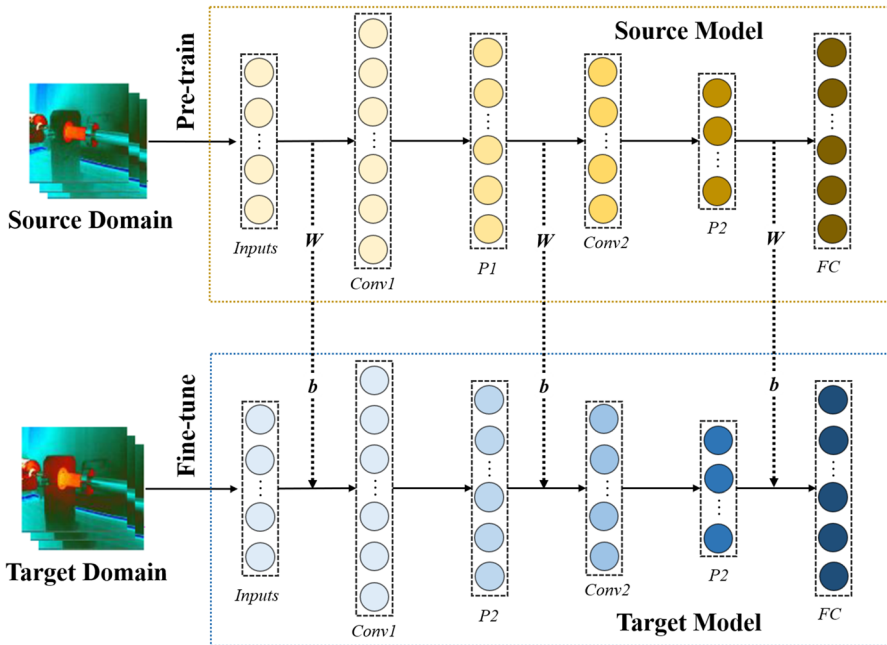 Source Model
Pre-train
Source Domain
Inputs
Conv1
P1
Conv2
P2
FC
W
W
W
b
b
b
Fine-tune
Target Domain
Inputs
Conv1
P2
Conv2
P2
FC
Target Model